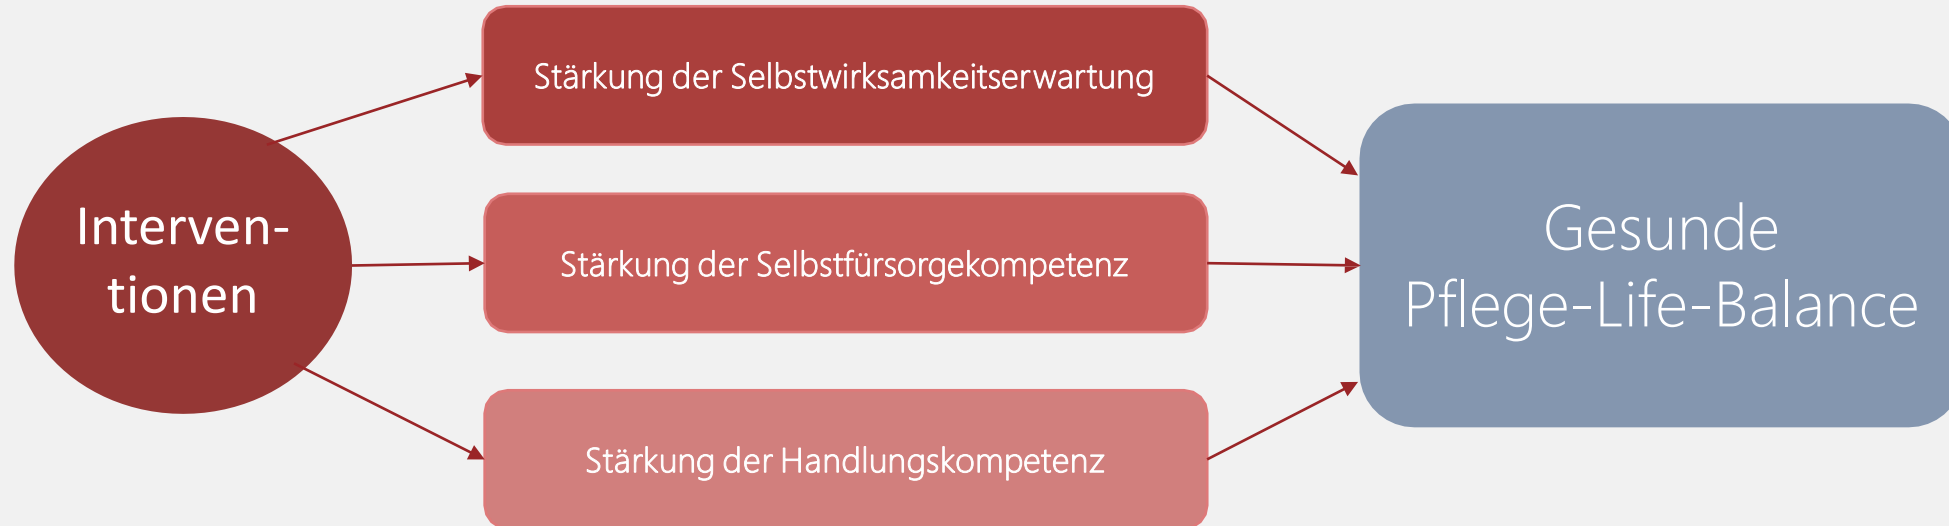 Stärkung der Selbstwirksamkeitserwartung
Interven-
tionen
Stärkung der Selbstfürsorgekompetenz
Gesunde
Pflege-Life-Balance
Stärkung der Handlungskompetenz